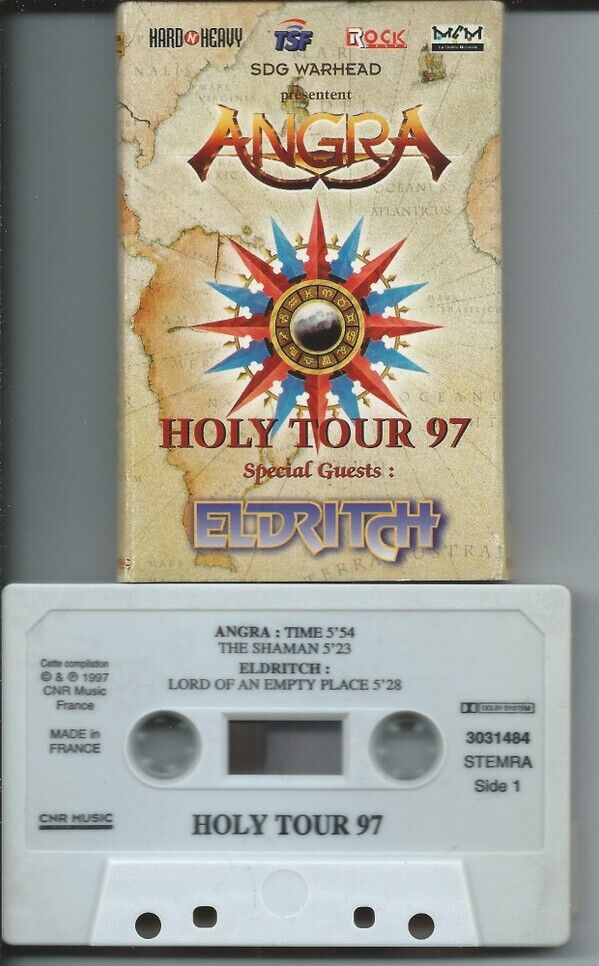 HARD N HEAVY TSF ROCK MCM
SDG WARHEAD
présentent
ANGRA
OCEANUS
ATLANTICUS
HOLY TOUR 97
Special Guests :
ELDRITCH
ANGRA : TIME 5'54
THE SHAMAN 5'23
ELDRITCH :
LORD OF AN EMPTY PLACE 5'28
Cette compilation
© & ℗ 1997
CNR Music
France
MADE in
FRANCE
CNR MUSIC
DOLBY SYSTEM
3031484
STEMRA
Side 1
HOLY TOUR 97